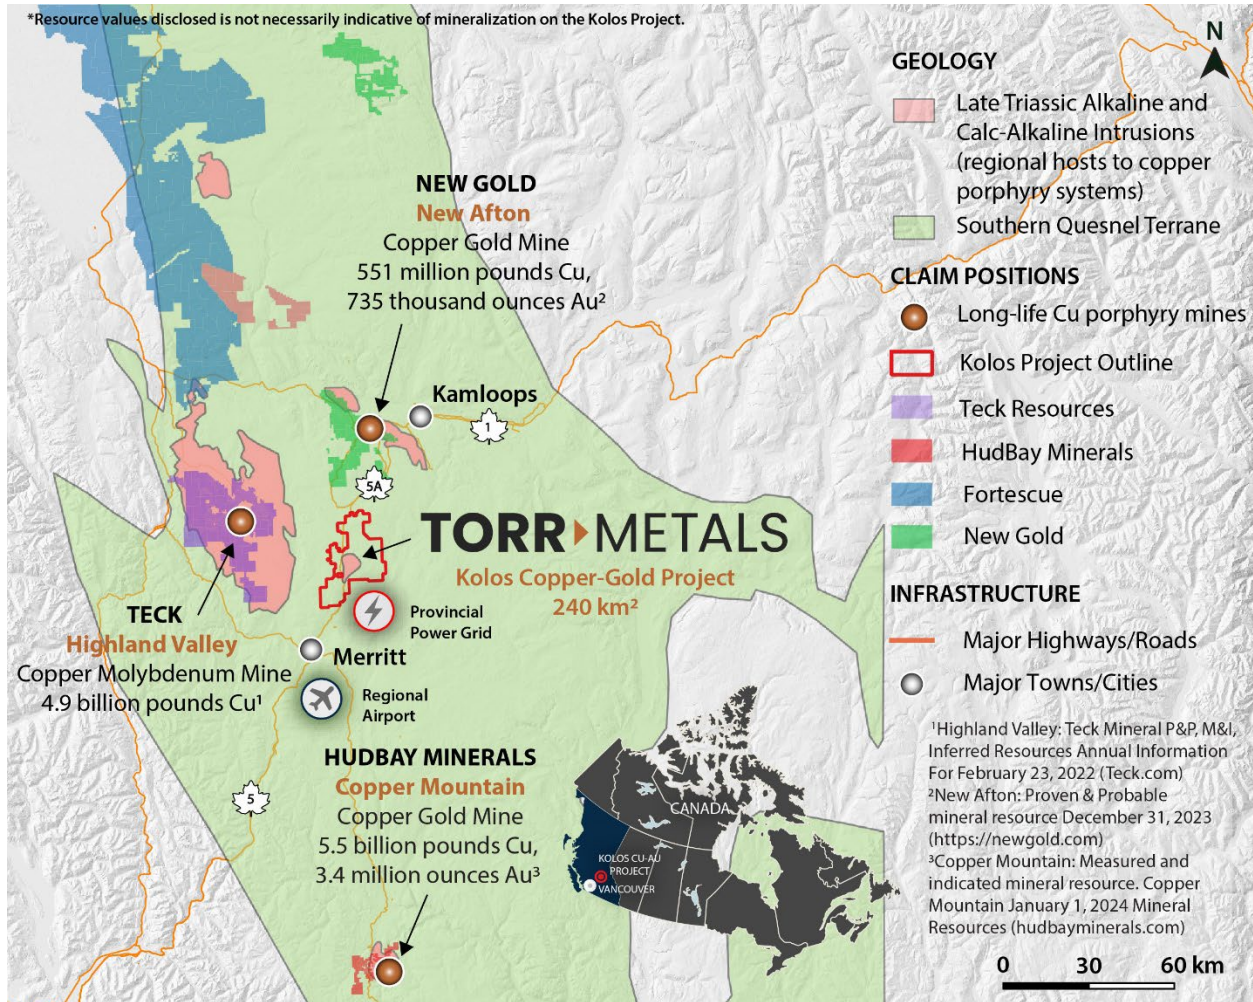 *Resource values disclosed is not necessarily indicative of mineralization on the Kolos Project.
N
NEW GOLD
New Afton
Copper Gold Mine
551 million pounds Cu,
735 thousand ounces Au²
Kamloops
1
5A
TORR METALS
Kolos Copper-Gold Project
240 km²
TECK
Highland Valley
Copper Molybdenum Mine
4.9 billion pounds Cu¹
Provincial
Power Grid
Merritt
Regional
Airport
5
HUDBAY MINERALS
Copper Mountain
Copper Gold Mine
5.5 billion pounds Cu,
3.4 million ounces Au³
CANADA
KOLOS CU-AU
PROJECT
VANCOUVER
GEOLOGY
Late Triassic Alkaline and
Calc-Alkaline Intrusions
(regional hosts to copper
porphyry systems)
Southern Quesnel Terrane
CLAIM POSITIONS
Long-life Cu porphyry mines
Kolos Project Outline
Teck Resources
HudBay Minerals
Fortescue
New Gold
INFRASTRUCTURE
Major Highways/Roads
Major Towns/Cities
¹Highland Valley: Teck Mineral P&P, M&I,
Inferred Resources Annual Information
For February 23, 2022 (Teck.com)
²New Afton: Proven & Probable
mineral resource December 31, 2023
(https://newgold.com)
³Copper Mountain: Measured and
indicated mineral resource. Copper
Mountain January 1, 2024 Mineral
Resources (hudbayminerals.com)
0 30 60 km